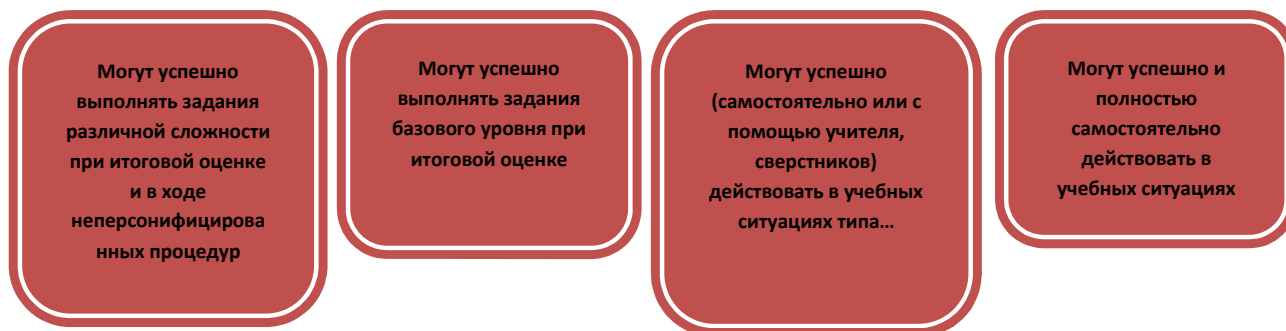 Могут успешно
выполнять задания
различной сложности
при итоговой оценке
и в ходе
неперсонифицирова
нных процедур
Могут успешно
выполнять задания
базового уровня при
итоговой оценке
Могут успешно
(самостоятельно или с
помощью учителя,
сверстников)
действовать в учебных
ситуациях типа…
Могут успешно и
полностью
самостоятельно
действовать в
учебных ситуациях